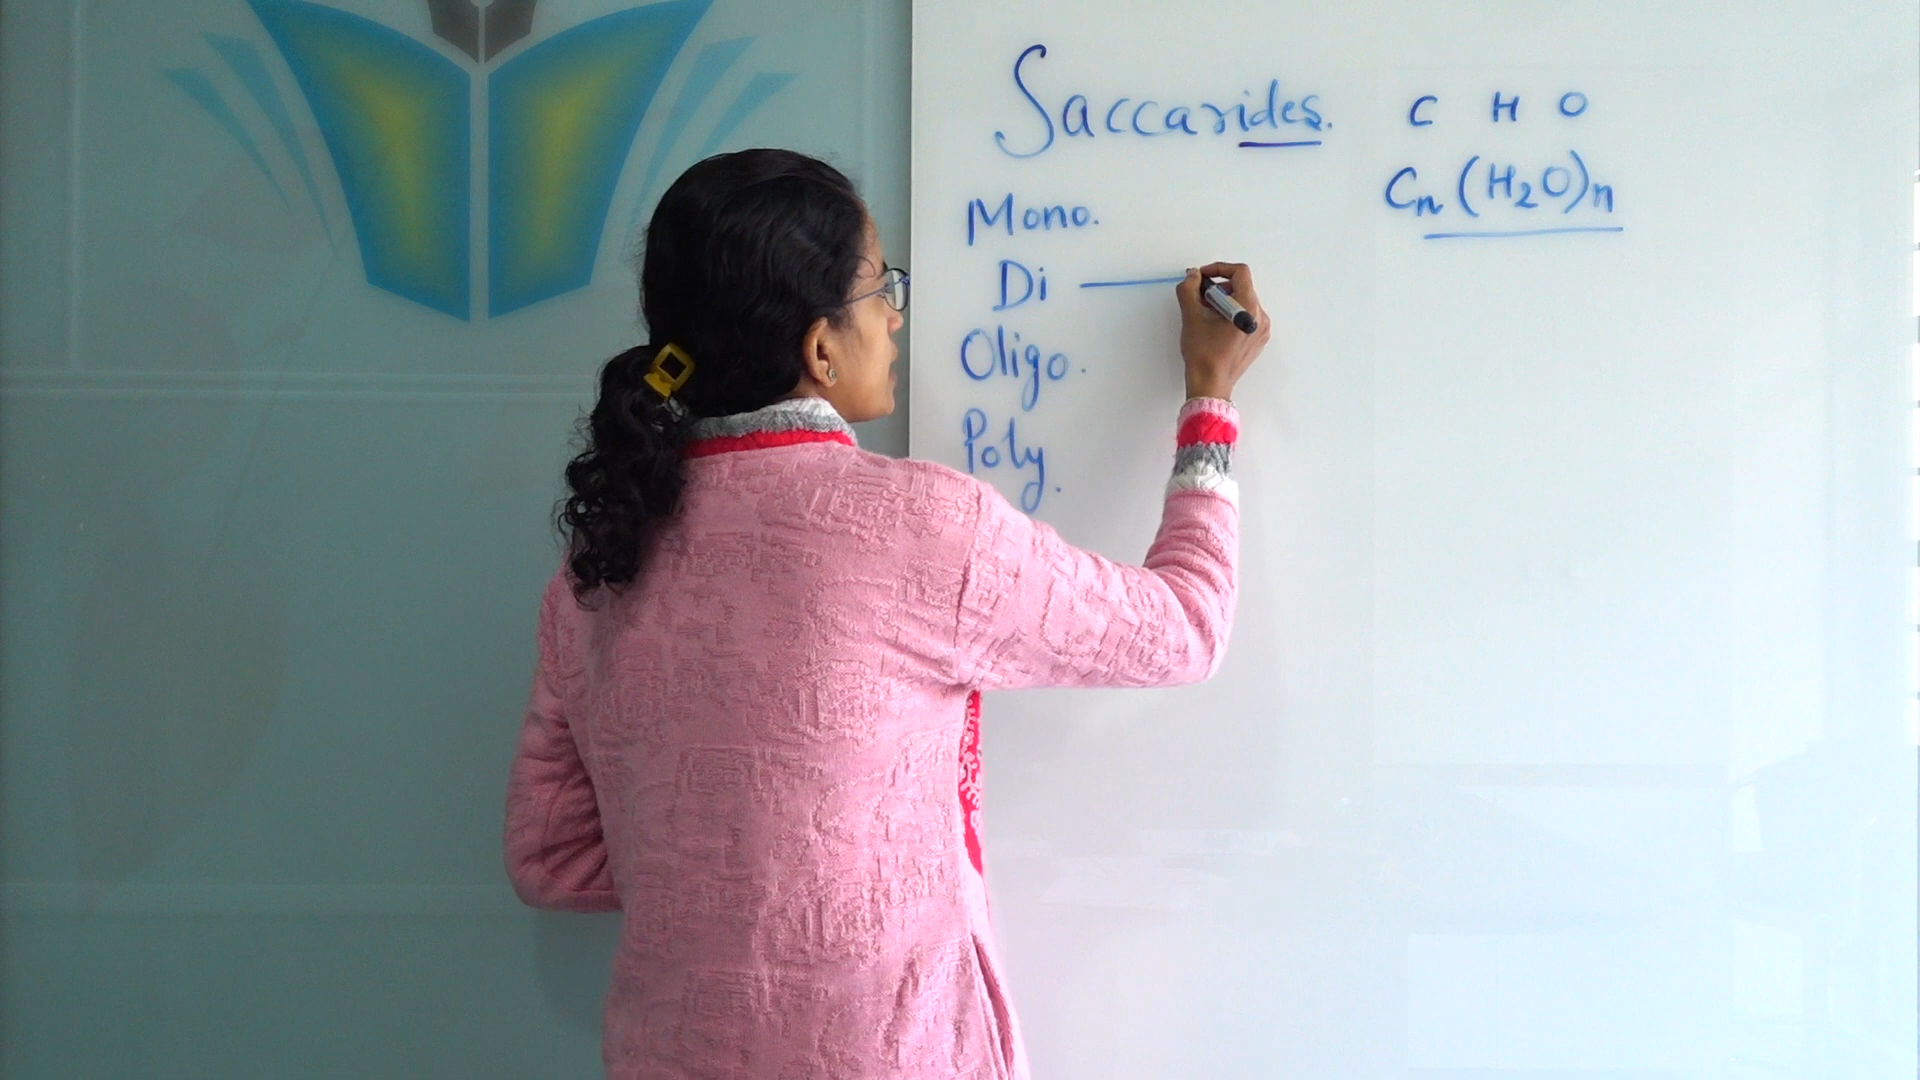 Saccarides.
C H O
Cn (H2O)n
Mono.
Di —
Oligo.
Poly.